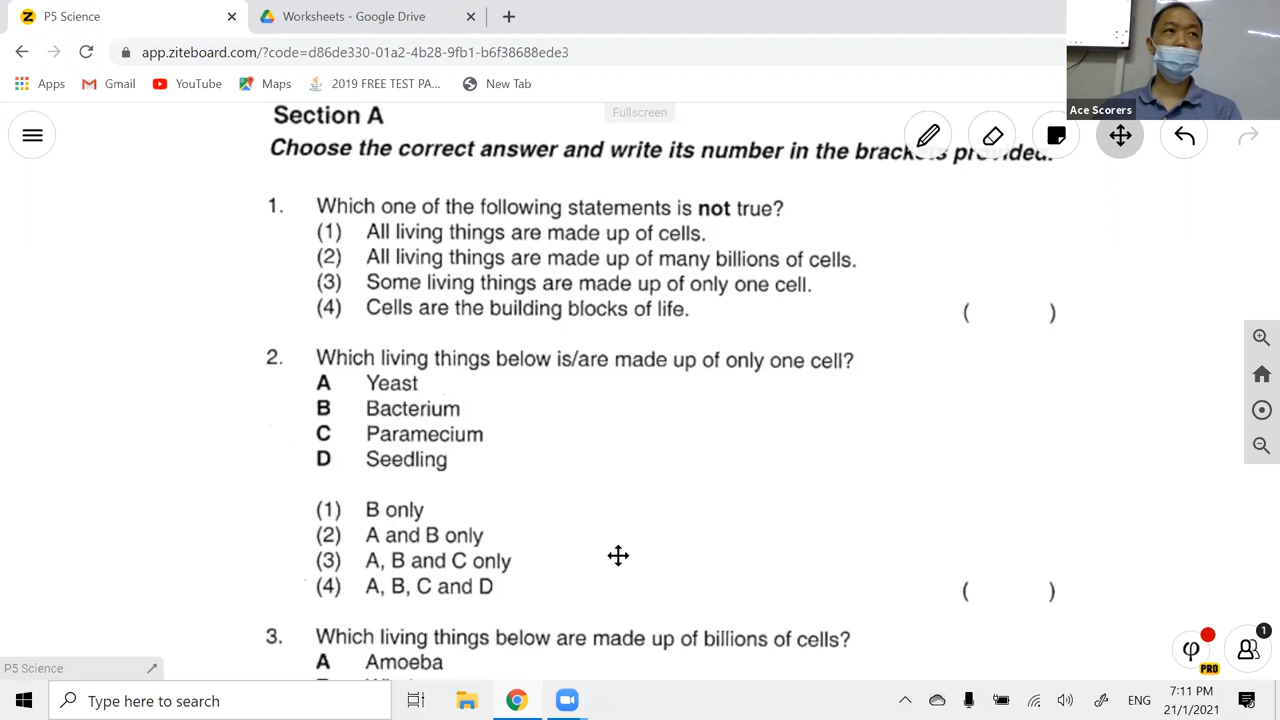 P5 Science
Worksheets - Google Drive
app.ziteboard.com/?code=d86de330-01a2-4b28-9fb1-b6f38688ede3
Apps
Gmail
YouTube
Maps
2019 FREE TEST PA...
New Tab
Ace Scorers
Fullscreen
Section A
Choose the correct answer and write its number in the brackets provided.
1. Which one of the following statements is not true?
(1) All living things are made up of cells.
(2) All living things are made up of many billions of cells.
(3) Some living things are made up of only one cell.
(4) Cells are the building blocks of life. ( )
2. Which living things below is/are made up of only one cell?
A Yeast
B Bacterium
C Paramecium
D Seedling
(1) B only
(2) A and B only
(3) A, B and C only
(4) A, B, C and D ( )
3. Which living things below are made up of billions of cells?
A Amoeba
P5 Science
φ
PRO
1
Type here to search
ENG
7:11 PM
21/1/2021